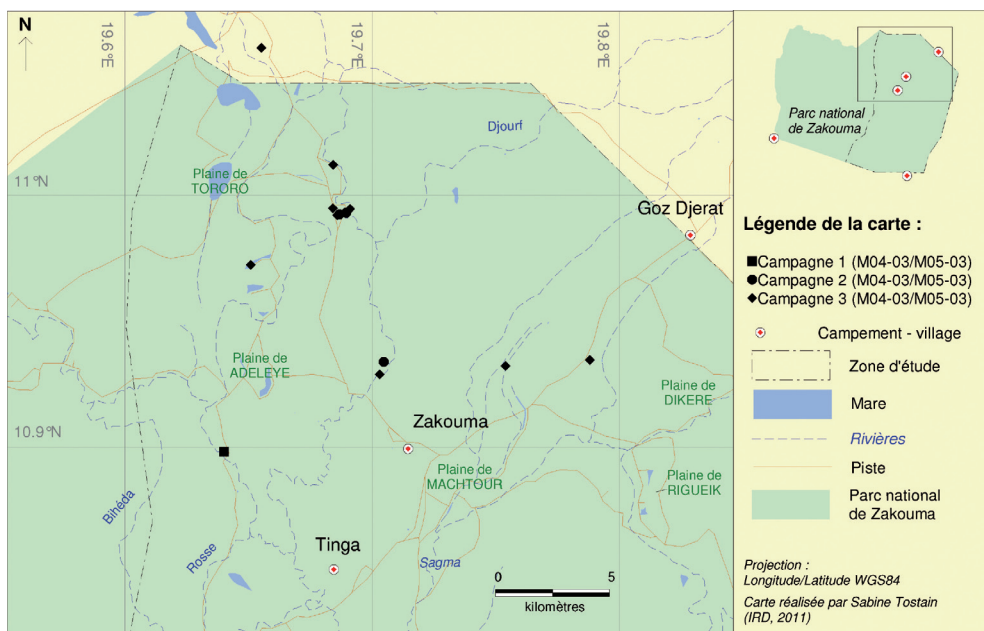 N
19.6°E
19.7°E
19.8°E
Djourf
Plaine de
TORORO
11°N
Goz Djerat
Plaine de
ADELEYE
Plaine de
DIKERE
Zakouma
10.9°N
Plaine de
MACHTOUR
Plaine de
RIGUEIK
Bihéda
Rosse
Tinga
Sagma
0
5
kilomètres
Parc national
de Zakouma
Légende de la carte :
Campagne 1 (M04-03/M05-03)
Campagne 2 (M04-03/M05-03)
Campagne 3 (M04-03/M05-03)
Campement - village
Zone d'étude
Mare
Rivières
Piste
Parc national
de Zakouma
Projection :
Longitude/Latitude WGS84
Carte réalisée par Sabine Tostain
(IRD, 2011)